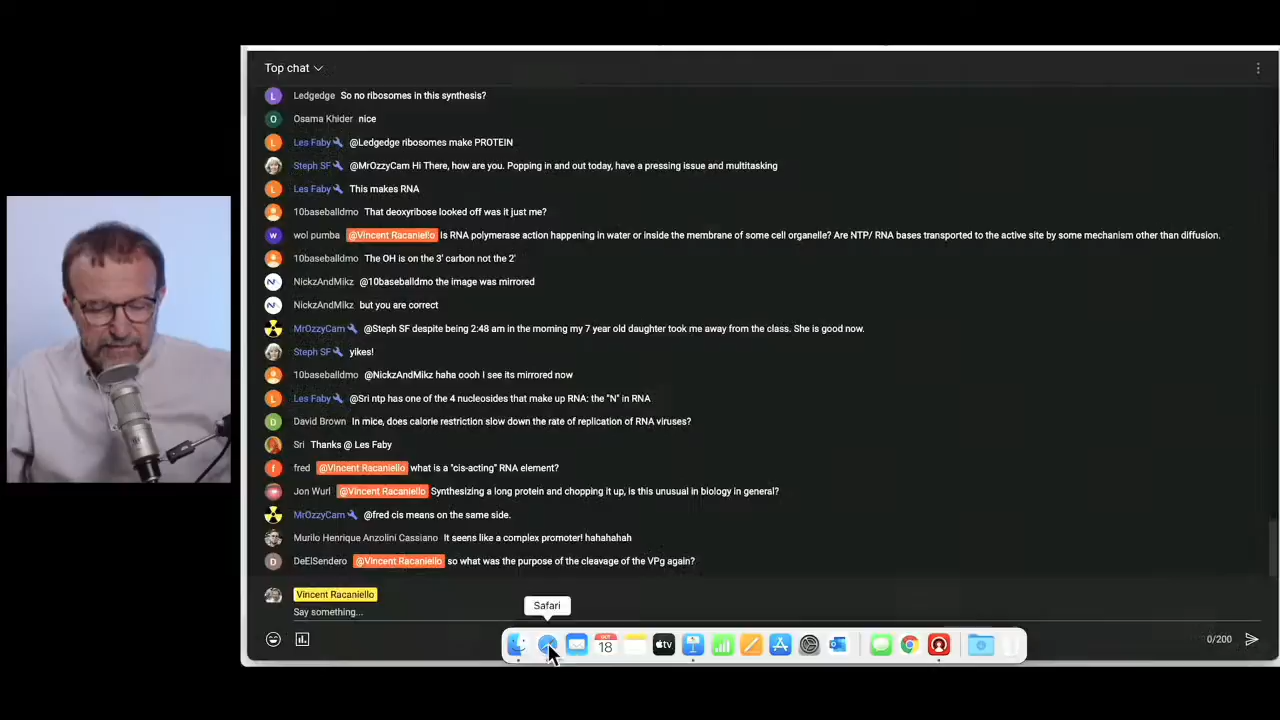 Top chat
L Ledgedge So no ribosomes in this synthesis?
O Osama Khider nice
L Les Faby @Ledgedge ribosomes make PROTEIN
Steph SF @MrOzzyCam Hi There, how are you. Popping in and out today, have a pressing issue and multitasking
L Les Faby This makes RNA
10baseballdmo That deoxyribose looked off was it just me?
w wol pumba @Vincent Racaniello Is RNA polymerase action happening in water or inside the membrane of some cell organelle? Are NTP/ RNA bases transported to the active site by some mechanism other than diffusion.
10baseballdmo The OH is on the 3' carbon not the 2'
N NickzAndMikz @10baseballdmo the image was mirrored
N NickzAndMikz but you are correct
MrOzzyCam @Steph SF despite being 2:48 am in the morning my 7 year old daughter took me away from the class. She is good now.
Steph SF yikes!
10baseballdmo @NickzAndMikz haha oooh I see its mirrored now
L Les Faby @Sri ntp has one of the 4 nucleosides that make up RNA: the "N" in RNA
D David Brown In mice, does calorie restriction slow down the rate of replication of RNA viruses?
Sri Thanks @ Les Faby
f fred @Vincent Racaniello what is a "cis-acting" RNA element?
Jon Wurl @Vincent Racaniello Synthesizing a long protein and chopping it up, is this unusual in biology in general?
MrOzzyCam @fred cis means on the same side.
Murilo Henrique Anzolini Cassiano It seems like a complex promoter! hahahahah
D DeElSendero @Vincent Racaniello so what was the purpose of the cleavage of the VPg again?
Vincent Racaniello
Say something...
Safari
OCT
18
tv
0/200